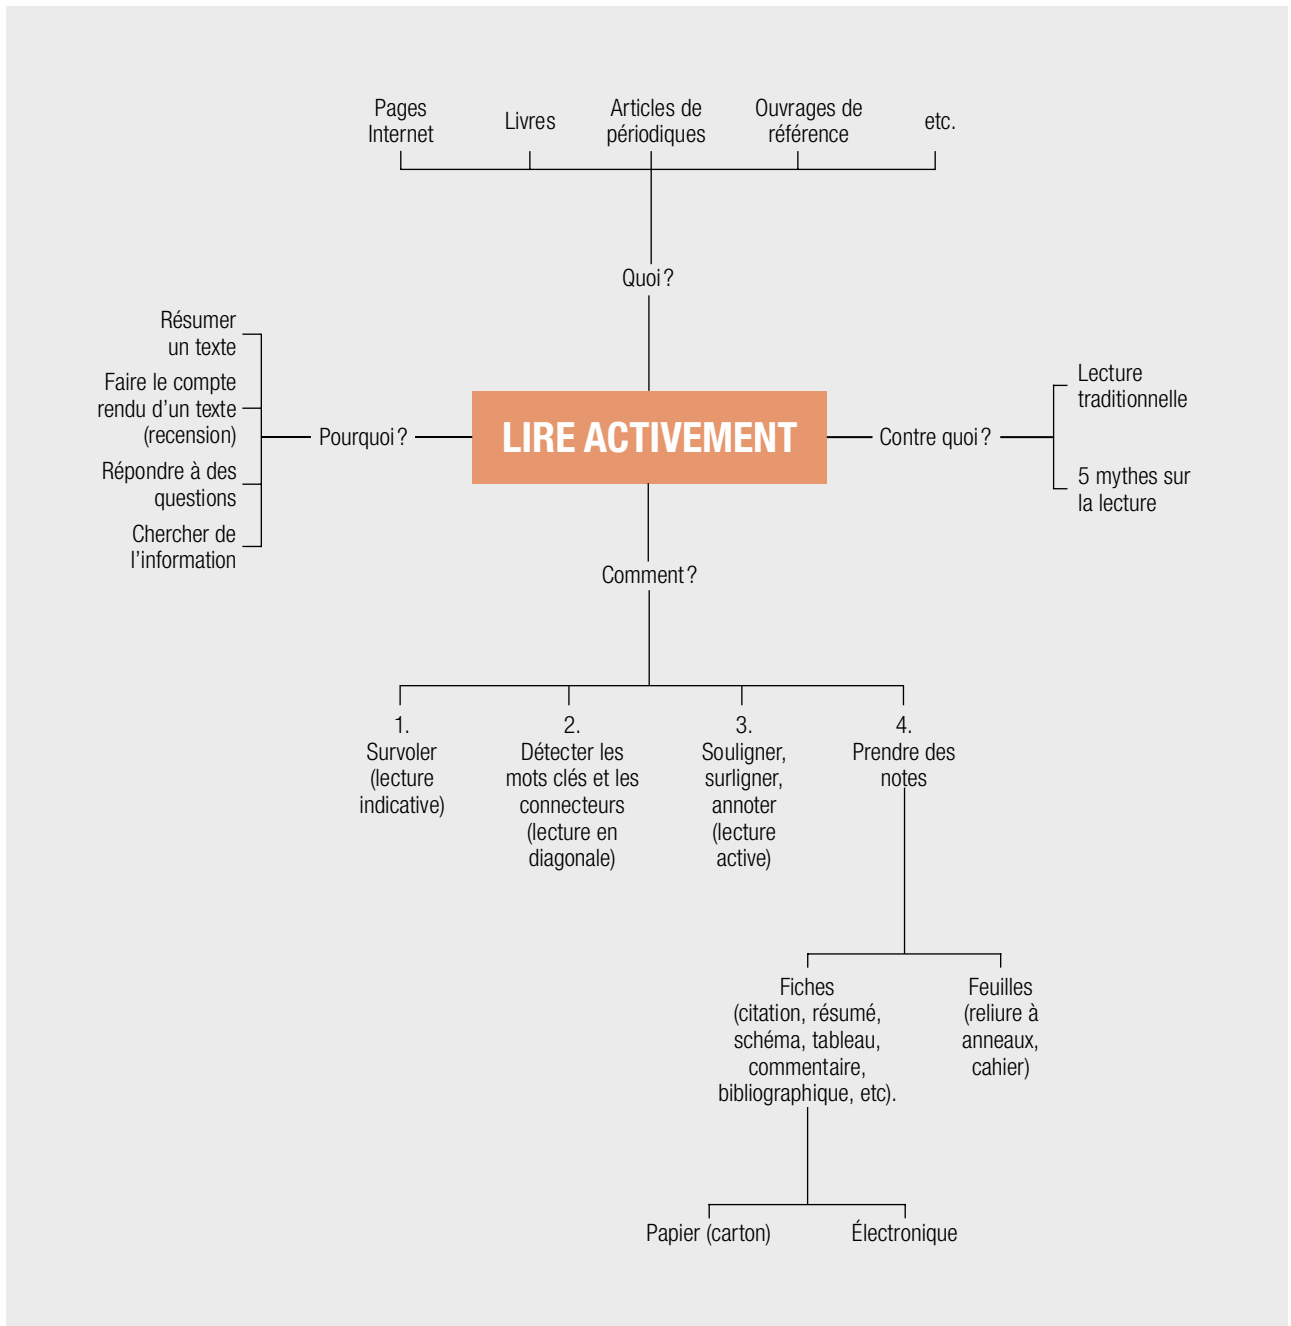 Pages
Internet
Livres
Articles de
périodiques
Ouvrages de
référence
etc.
Quoi ?
Résumer
un texte
Faire le compte
rendu d’un texte
(recension)
Répondre à des
questions
Chercher de
l’information
Pourquoi ?
LIRE ACTIVEMENT
Contre quoi ?
Lecture
traditionnelle
5 mythes sur
la lecture
Comment ?
1.
Survoler
(lecture
indicative)
2.
Détecter les
mots clés et les
connecteurs
(lecture en
diagonale)
3.
Souligner,
surligner,
annoter
(lecture
active)
4.
Prendre des
notes
Fiches
(citation, résumé,
schéma, tableau,
commentaire,
bibliographique, etc).
Feuilles
(reliure à
anneaux,
cahier)
Papier (carton)
Électronique